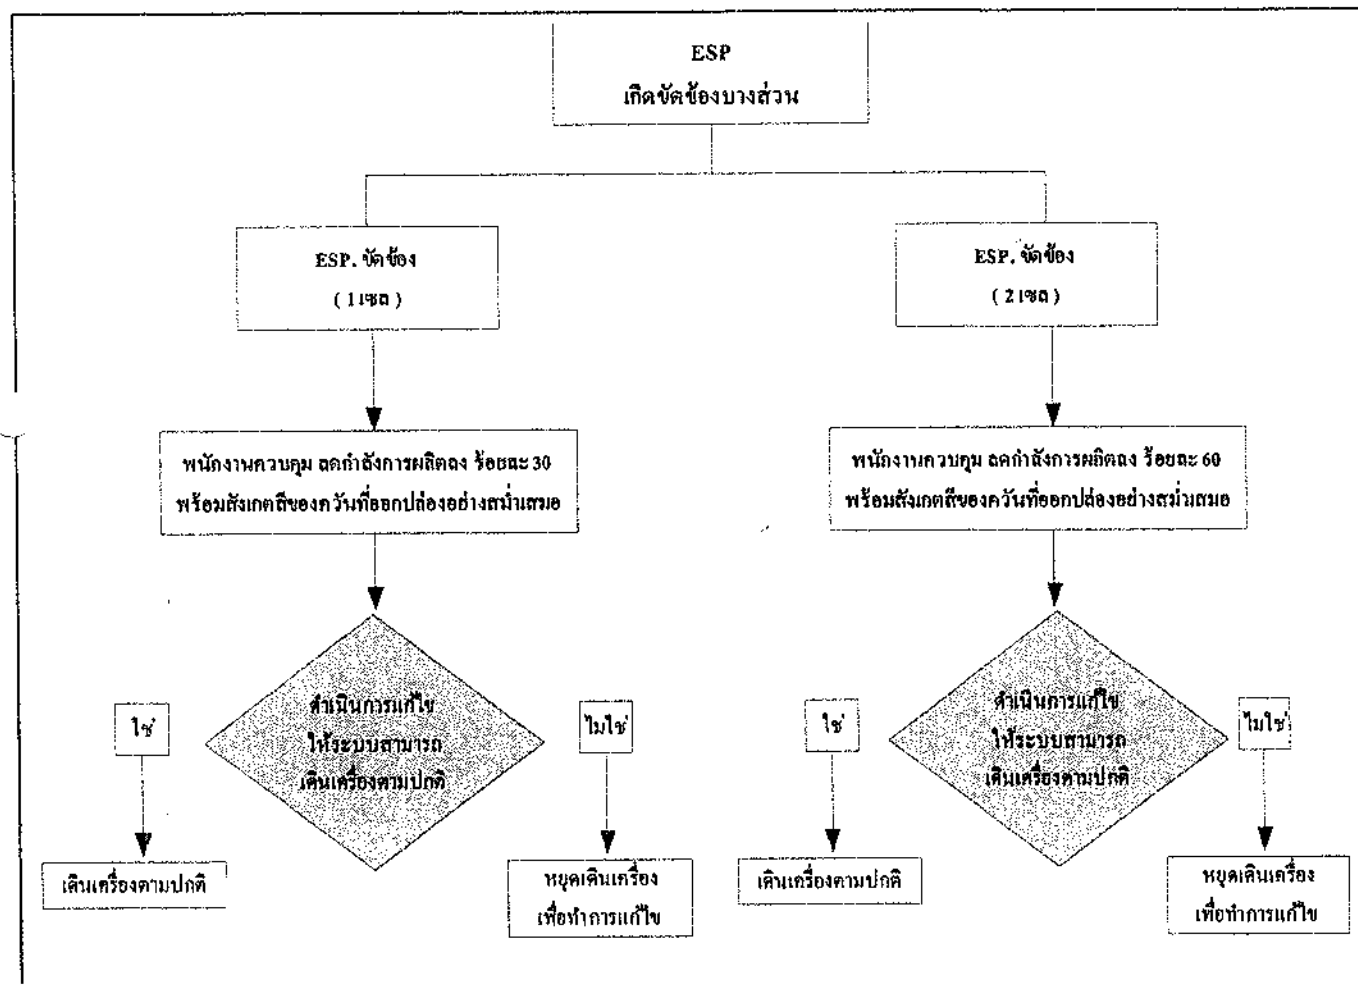 ESP
เกิดขัดข้องบางส่วน
ESP. ขัดข้อง
( 1 เซล )
ESP. ขัดข้อง
( 2 เซล )
พนักงานควบคุม ลดกำลังการผลิตลง ร้อยละ 30
พร้อมสังเกตสีของควันที่ออกปล่องอย่างสม่ำเสมอ
พนักงานควบคุม ลดกำลังการผลิตลง ร้อยละ 60
พร้อมสังเกตสีของควันที่ออกปล่องอย่างสม่ำเสมอ
ใช่
ดำเนินการแก้ไข
ให้ระบบสามารถ
เดินเครื่องตามปกติ
ไม่ใช่
ใช่
ดำเนินการแก้ไข
ให้ระบบสามารถ
เดินเครื่องตามปกติ
ไม่ใช่
เดินเครื่องตามปกติ
หยุดเดินเครื่อง
เพื่อทำการแก้ไข
เดินเครื่องตามปกติ
หยุดเดินเครื่อง
เพื่อทำการแก้ไข